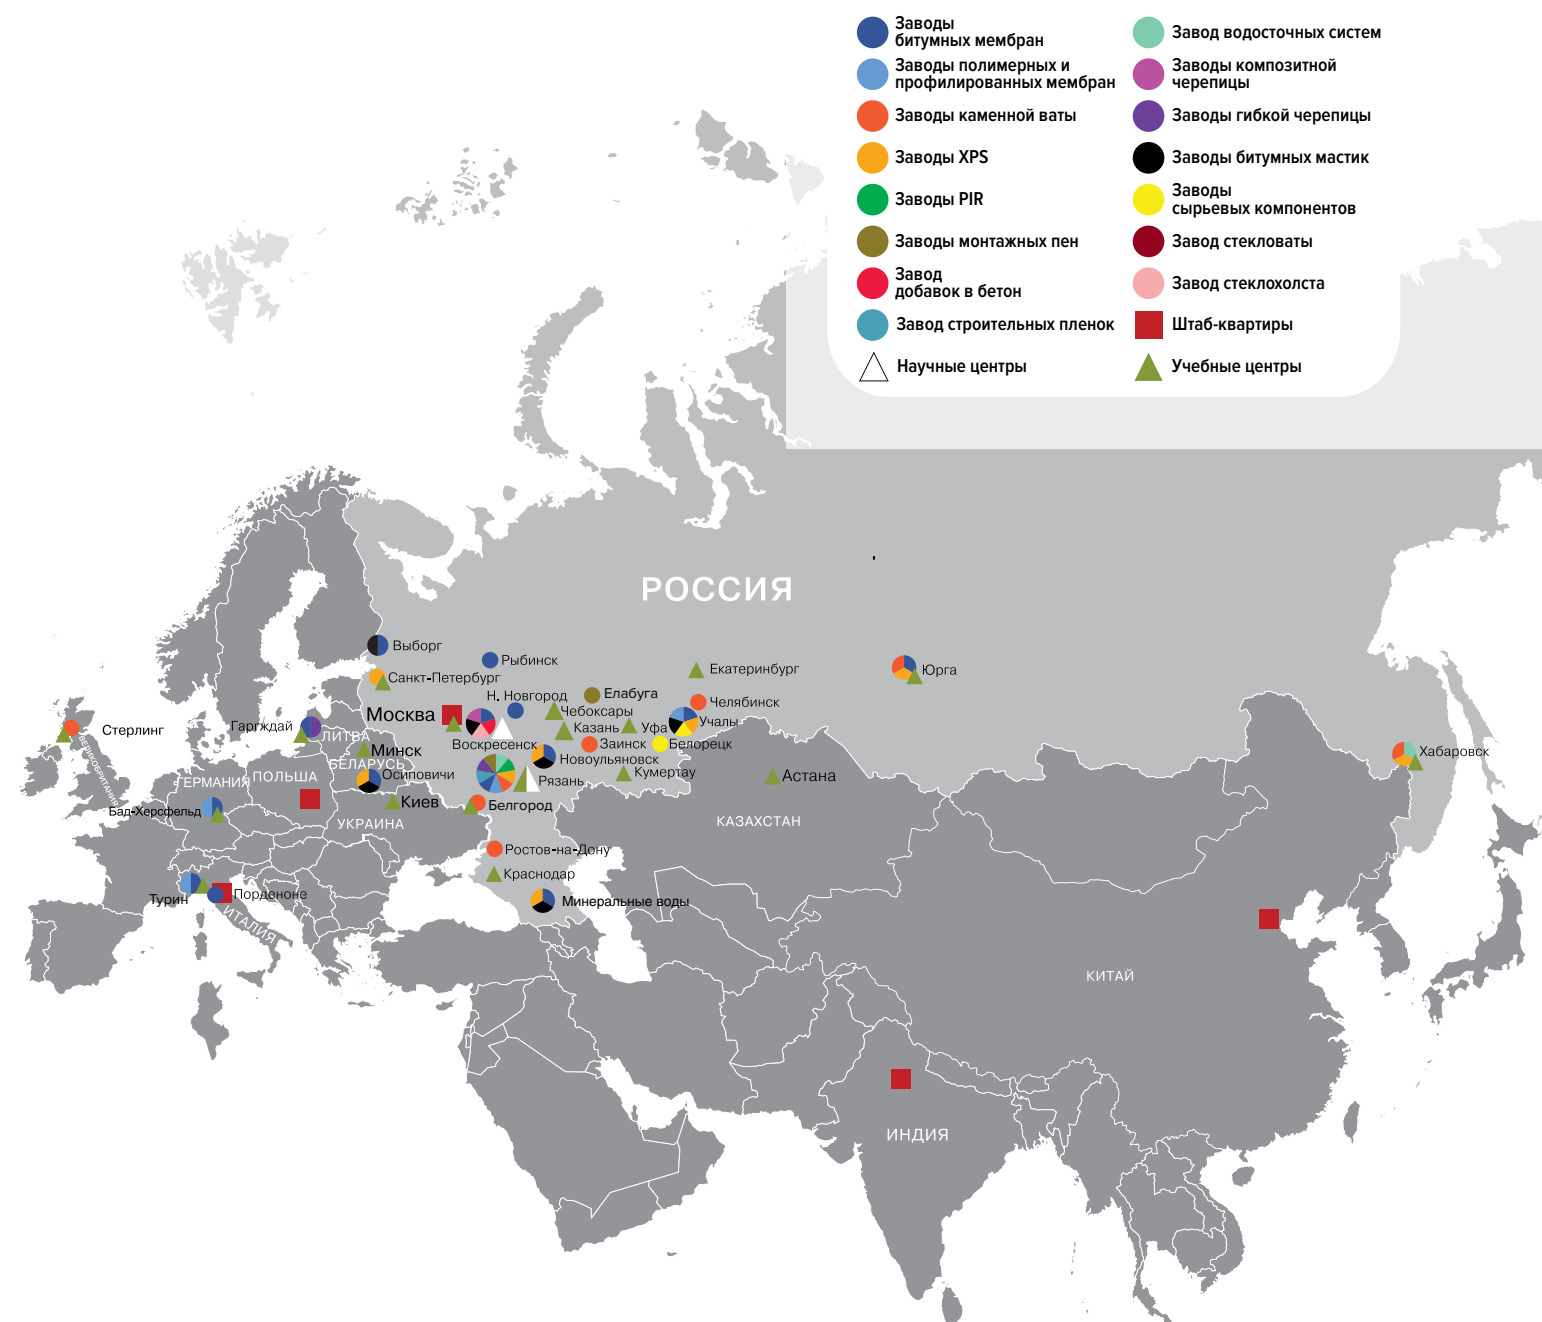 Заводы
битумных мембран
Заводы полимерных и
профилированных мембран
Заводы каменной ваты
Заводы XPS
Заводы PIR
Заводы монтажных пен
Завод
добавок в бетон
Завод строительных пленок
Научные центры
Завод водосточных систем
Заводы композитной
черепицы
Заводы гибкой черепицы
Заводы битумных мастик
Заводы
сырьевых компонентов
Завод стекловаты
Завод стеклохолста
Штаб-квартиры
Учебные центры
РОССИЯ
Выборг
Рыбинск
Екатеринбург
Юрга
Санкт-Петербург
Н. Новгород
Елабуга
Челябинск
Москва
Чебоксары
Стерлинг
Гаргждай
ЛИТВА
Казань
Уфа
Учалы
ВЕЛИКОБРИТАНИЯ
Минск
Воскресенск
Заинск
Белорецк
Хабаровск
БЕЛАРУСЬ
Новоульяновск
ГЕРМАНИЯ
ПОЛЬША
Осиповичи
Рязань
Кумертау
Астана
Бад-Херсфельд
Киев
Белгород
УКРАИНА
КАЗАХСТАН
Ростов-на-Дону
Краснодар
Турин
Порденоне
Минеральные воды
ИТАЛИЯ
КИТАЙ
ИНДИЯ